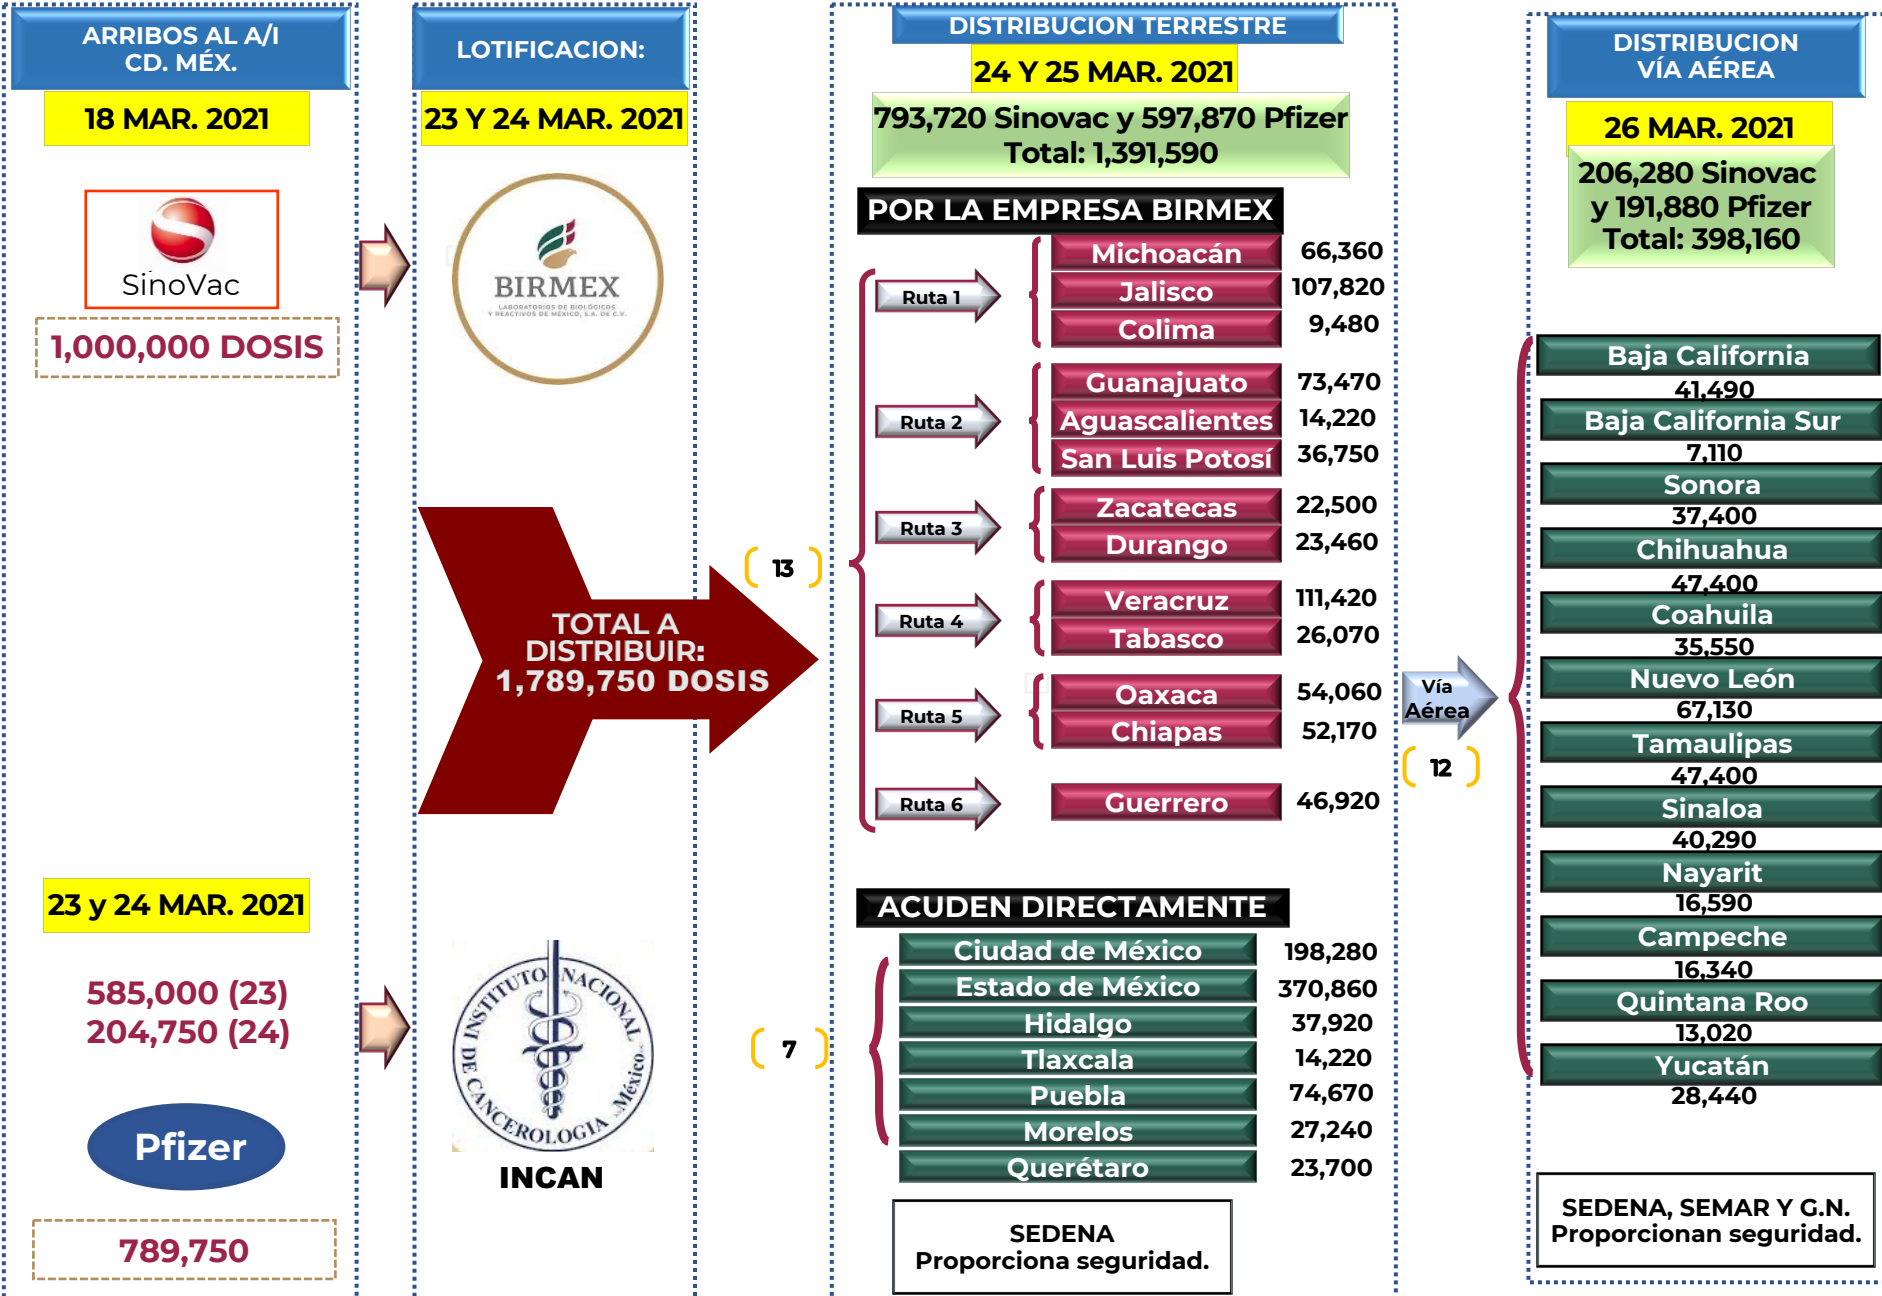 ARRIBOS AL A/I
CD. MÉX.
18 MAR. 2021
SinoVac
1,000,000 DOSIS
23 y 24 MAR. 2021
585,000 (23)
204,750 (24)
Pfizer
789,750
LOTIFICACION:
23 Y 24 MAR. 2021
BIRMEX
LABORATORIOS DE BIOLÓGICOS
Y REACTIVOS DE MÉXICO, S.A. DE C.V.
TOTAL A
DISTRIBUIR:
1,789,750 DOSIS
INSTITUTO NACIONAL
DE CANCEROLOGIA
México
INCAN
DISTRIBUCION TERRESTRE
24 Y 25 MAR. 2021
793,720 Sinovac y 597,870 Pfizer
Total: 1,391,590
POR LA EMPRESA BIRMEX
13
Ruta 1
Michoacán 66,360
Jalisco 107,820
Colima 9,480
Ruta 2
Guanajuato 73,470
Aguascalientes 14,220
San Luis Potosí 36,750
Ruta 3
Zacatecas 22,500
Durango 23,460
Ruta 4
Veracruz 111,420
Tabasco 26,070
Ruta 5
Oaxaca 54,060
Chiapas 52,170
Ruta 6
Guerrero 46,920
ACUDEN DIRECTAMENTE
7
Ciudad de México 198,280
Estado de México 370,860
Hidalgo 37,920
Tlaxcala 14,220
Puebla 74,670
Morelos 27,240
Querétaro 23,700
SEDENA
Proporciona seguridad.
Vía
Aérea
12
DISTRIBUCION
VÍA AÉREA
26 MAR. 2021
206,280 Sinovac
y 191,880 Pfizer
Total: 398,160
Baja California
41,490
Baja California Sur
7,110
Sonora
37,400
Chihuahua
47,400
Coahuila
35,550
Nuevo León
67,130
Tamaulipas
47,400
Sinaloa
40,290
Nayarit
16,590
Campeche
16,340
Quintana Roo
13,020
Yucatán
28,440
SEDENA, SEMAR Y G.N.
Proporcionan seguridad.